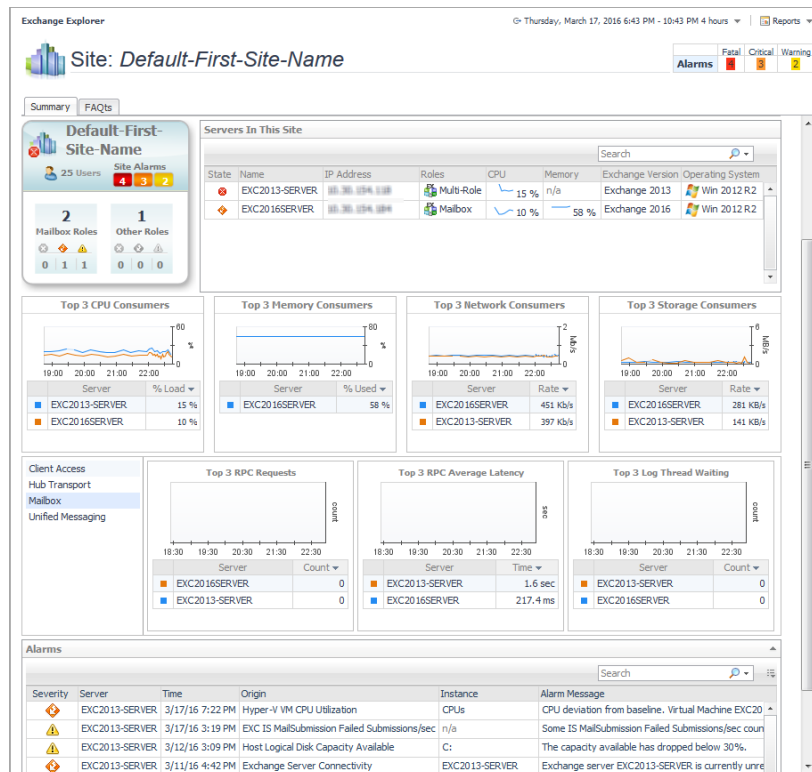 Exchange Explorer
Thursday, March 17, 2016 6:43 PM - 10:43 PM 4 hours
Reports
Site: Default-First-Site-Name
Fatal Critical Warning
Alarms 4 3 2
Summary FAQts
Default-First-
Site-Name
25 Users
Site Alarms
4 3 2
2
Mailbox Roles
0 1 1
1
Other Roles
0 0 0
Servers In This Site
Search
State Name IP Address Roles CPU Memory Exchange Version Operating System
EXC2013-SERVER Multi-Role 15 % n/a Exchange 2013 Win 2012 R2
EXC2016SERVER Mailbox 10 % 58 % Exchange 2016 Win 2012 R2
Top 3 CPU Consumers
60
%
0
19:00 20:00 21:00 22:00
Server % Load
EXC2013-SERVER 15 %
EXC2016SERVER 10 %
Top 3 Memory Consumers
80
%
0
19:00 20:00 21:00 22:00
Server % Used
EXC2016SERVER 58 %
Top 3 Network Consumers
2
Mb/s
0
19:00 20:00 21:00 22:00
Server Rate
EXC2016SERVER 451 Kb/s
EXC2013-SERVER 397 Kb/s
Top 3 Storage Consumers
6
MB/s
0
19:00 20:00 21:00 22:00
Server Rate
EXC2016SERVER 281 KB/s
EXC2013-SERVER 141 KB/s
Client Access
Hub Transport
Mailbox
Unified Messaging
Top 3 RPC Requests
count
18:30 19:30 20:30 21:30 22:30
Server Count
EXC2016SERVER 0
EXC2013-SERVER 0
Top 3 RPC Average Latency
sec
18:30 19:30 20:30 21:30 22:30
Server Time
EXC2013-SERVER 1.6 sec
EXC2016SERVER 217.4 ms
Top 3 Log Thread Waiting
count
18:30 19:30 20:30 21:30 22:30
Server Count
EXC2013-SERVER 0
EXC2016SERVER 0
Alarms
Search
Severity Server Time Origin Instance Alarm Message
EXC2013-SERVER 3/17/16 7:22 PM Hyper-V VM CPU Utilization CPUs CPU deviation from baseline. Virtual Machine EXC20
EXC2013-SERVER 3/17/16 3:19 PM EXC IS MailSubmission Failed Submissions/sec n/a Some IS MailSubmission Failed Submissions/sec coun
EXC2013-SERVER 3/12/16 3:09 PM Host Logical Disk Capacity Available C: The capacity available has dropped below 30%.
EXC2013-SERVER 3/11/16 4:42 PM Exchange Server Connectivity EXC2013-SERVER Exchange server EXC2013-SERVER is currently unre